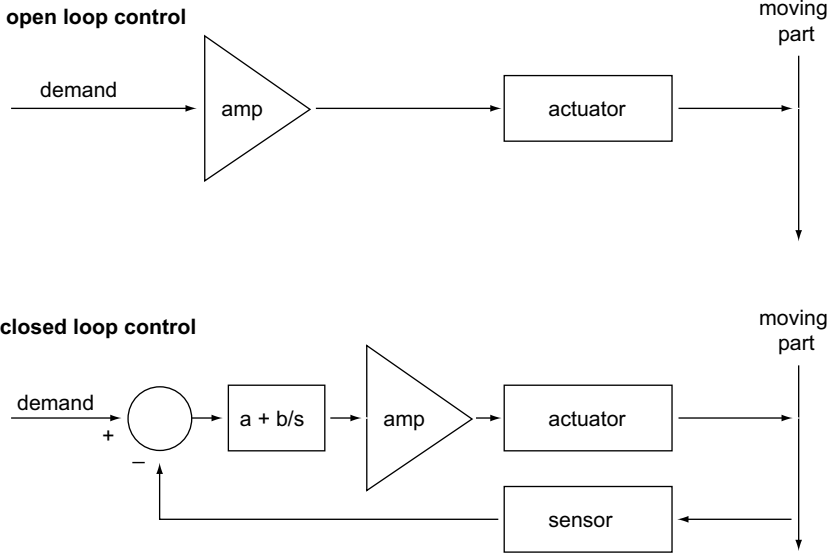 open loop control
moving
part
demand
amp
actuator
closed loop control
moving
part
demand
+
–
a + b/s
amp
actuator
sensor